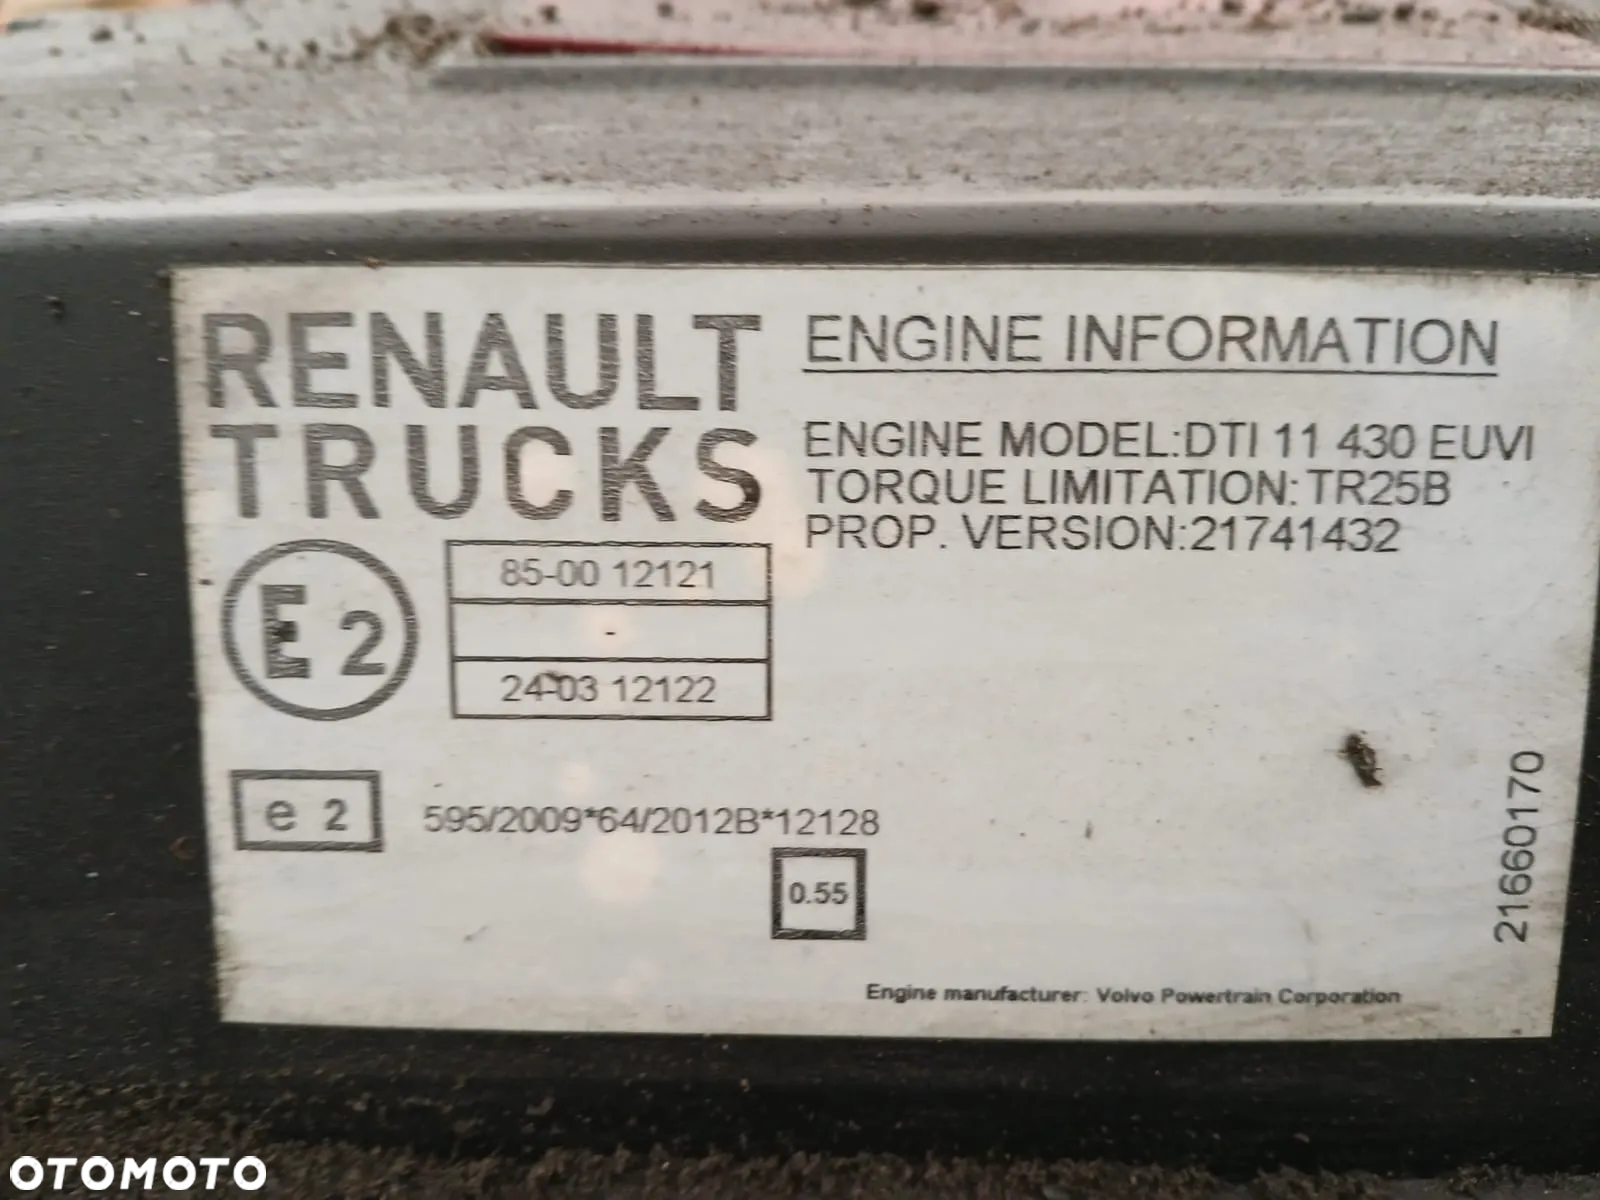 RENAULT
TRUCKS
ENGINE INFORMATION
ENGINE MODEL:DTI 11 430 EUVI
TORQUE LIMITATION:TR25B
PROP. VERSION:21741432
E2
85-00 12121
-
24-03 12122
e 2
595/2009*64/2012B*12128
0.55
21660170
Engine manufacturer: Volvo Powertrain Corporation
OTOMOTO